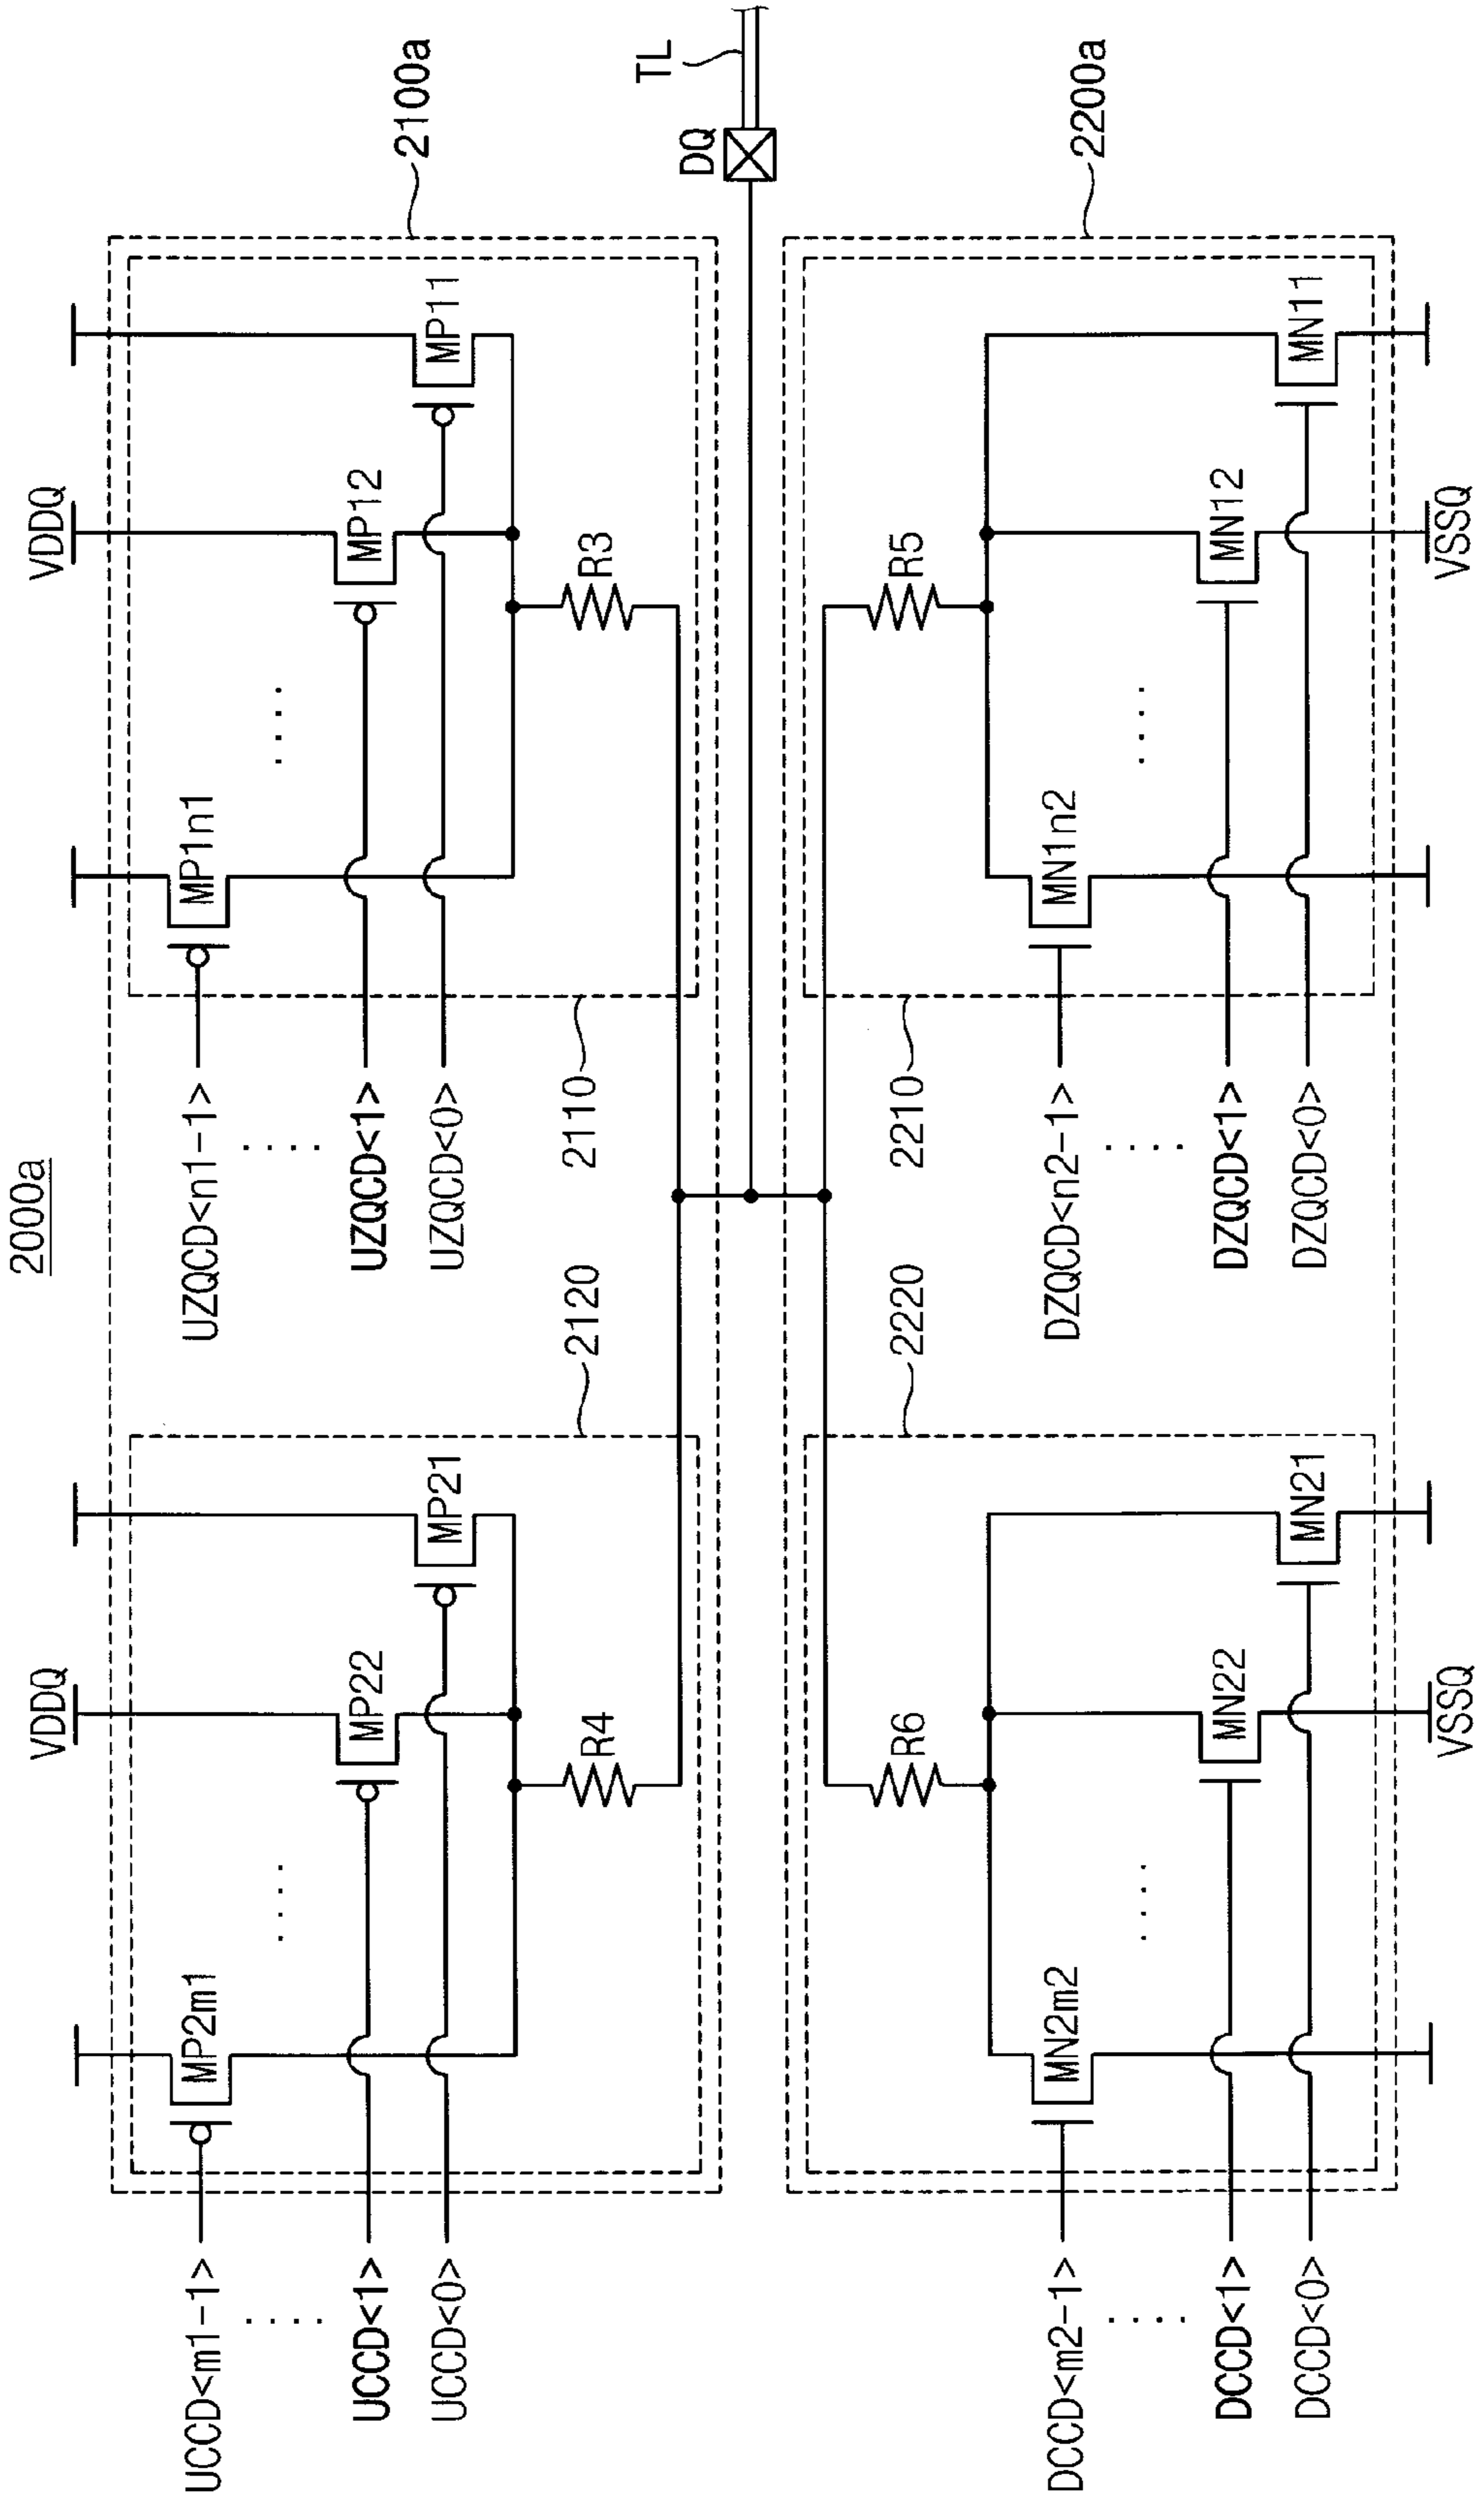 2000a
VDDQ
VDDQ
UCCD<m1-1>
. . . .
UCCD<1>
UCCD<0>
MP2m1
. . . .
MP22
MP21
R4
2120
UZQCD<n1-1>
. . . .
UZQCD<1>
UZQCD<0>
2110
MP1n1
. . . .
MP12
MP11
R3
2100a
DQ
TL
DCCD<m2-1>
. . . .
DCCD<1>
DCCD<0>
R6
MN2m2
. . . .
MN22
MN21
2220
2210
DZQCD<n2-1>
. . . .
DZQCD<1>
DZQCD<0>
R5
MN1n2
. . . .
MN12
MN11
2200a
VSSQ
VSSQ